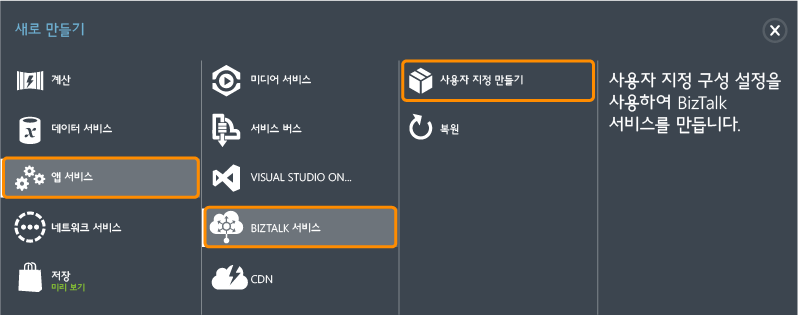 새로 만들기
계산
데이터 서비스
앱 서비스
네트워크 서비스
저장
미리 보기
미디어 서비스
서비스 버스
VISUAL STUDIO ON...
BIZTALK 서비스
CDN
사용자 지정 만들기
복원
사용자 지정 구성 설정을
사용하여 BizTalk
서비스를 만듭니다.